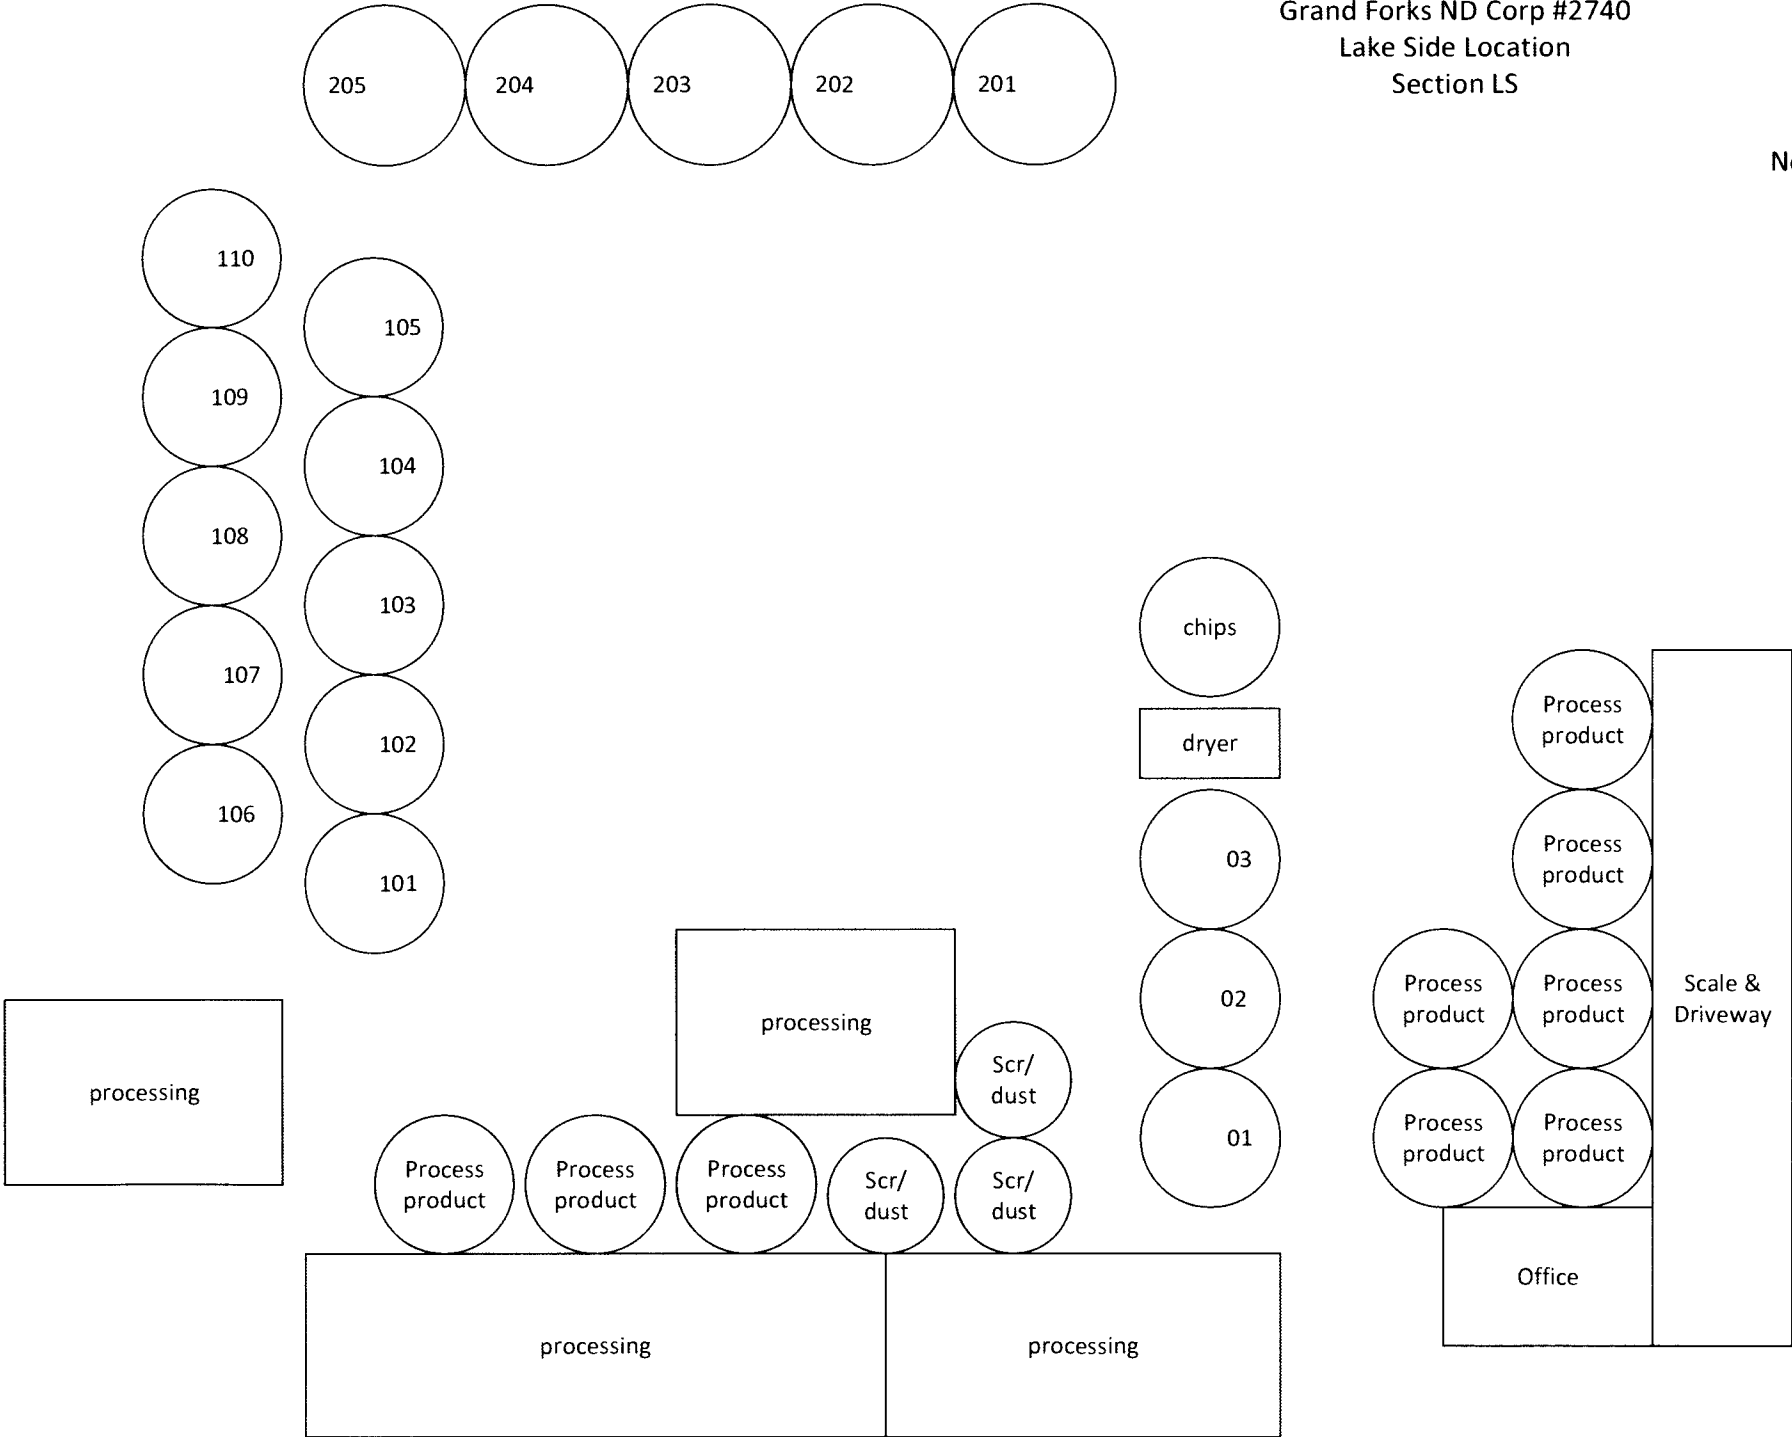 Grand Forks ND Corp #2740
Lake Side Location
Section LS
205
204
203
202
201
110
105
109
104
108
103
chips
107
Process
product
102
dryer
106
03
Process
product
101
processing
02
Process
product
Process
product
Scale &
Driveway
processing
Scr/
dust
01
Process
product
Process
product
Process
product
Process
product
Process
product
Scr/
dust
Scr/
dust
Office
processing
processing